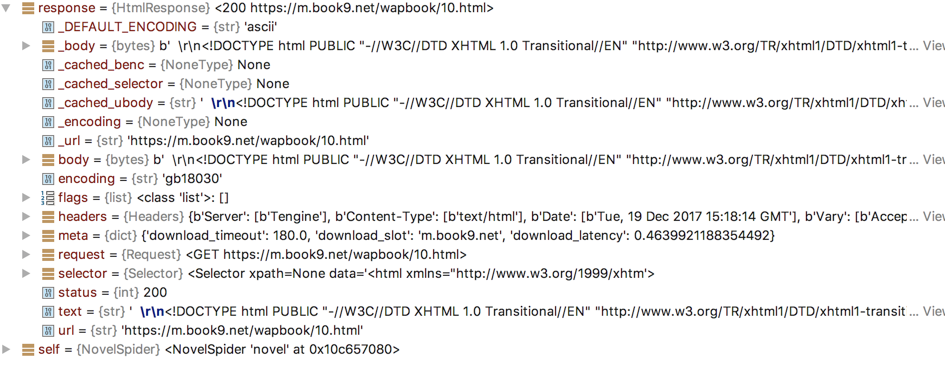 response = {HtmlResponse} <200 https://m.book9.net/wapbook/10.html>
_DEFAULT_ENCODING = {str} 'ascii'
_body = {bytes} b'  \r\n<!DOCTYPE html PUBLIC "-//W3C//DTD XHTML 1.0 Transitional//EN" "http://www.w3.org/TR/xhtml1/DTD/xhtml1-t... View
_cached_benc = {NoneType} None
_cached_selector = {NoneType} None
_cached_ubody = {str} '  \r\n<!DOCTYPE html PUBLIC "-//W3C//DTD XHTML 1.0 Transitional//EN" "http://www.w3.org/TR/xhtml1/DTD/xh... View
_encoding = {NoneType} None
_url = {str} 'https://m.book9.net/wapbook/10.html'
body = {bytes} b'  \r\n<!DOCTYPE html PUBLIC "-//W3C//DTD XHTML 1.0 Transitional//EN" "http://www.w3.org/TR/xhtml1/DTD/xhtml1-tr... View
encoding = {str} 'gb18030'
flags = {list} <class 'list'>: []
headers = {Headers} {b'Server': [b'Tengine'], b'Content-Type': [b'text/html'], b'Date': [b'Tue, 19 Dec 2017 15:18:14 GMT'], b'Vary': [b'Accep... View
meta = {dict} {'download_timeout': 180.0, 'download_slot': 'm.book9.net', 'download_latency': 0.4639921188354492}
request = {Request} <GET https://m.book9.net/wapbook/10.html>
selector = {Selector} <Selector xpath=None data='<html xmlns="http://www.w3.org/1999/xhtm'>
status = {int} 200
text = {str} '  \r\n<!DOCTYPE html PUBLIC "-//W3C//DTD XHTML 1.0 Transitional//EN" "http://www.w3.org/TR/xhtml1/DTD/xhtml1-transit... View
url = {str} 'https://m.book9.net/wapbook/10.html'
self = {NovelSpider} <NovelSpider 'novel' at 0x10c657080>